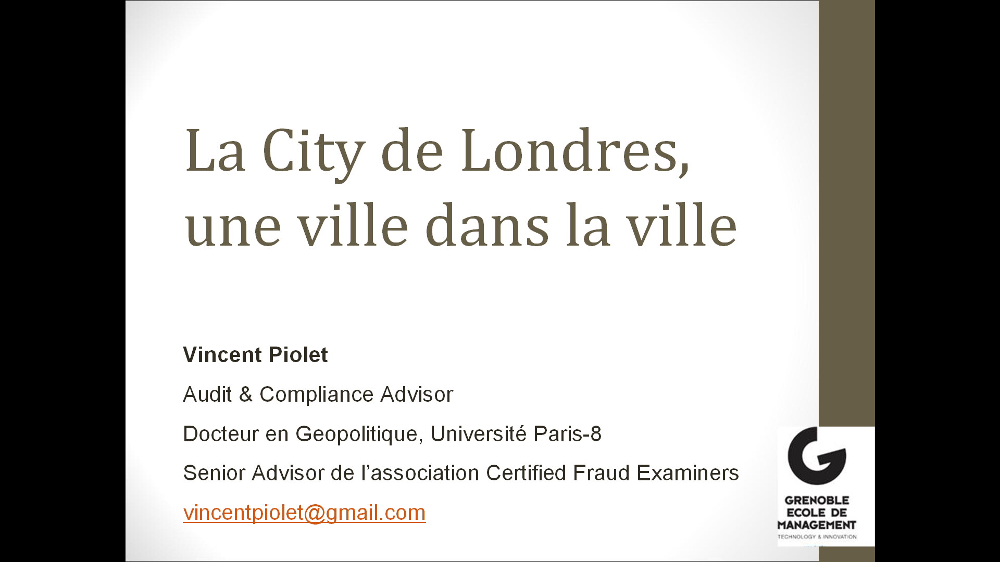 La City de Londres,
une ville dans la ville
Vincent Piolet
Audit & Compliance Advisor
Docteur en Geopolitique, Université Paris-8
Senior Advisor de l’association Certified Fraud Examiners
vincentpiolet@gmail.com
GRENOBLE
ECOLE DE
MANAGEMENT
TECHNOLOGY & INNOVATION